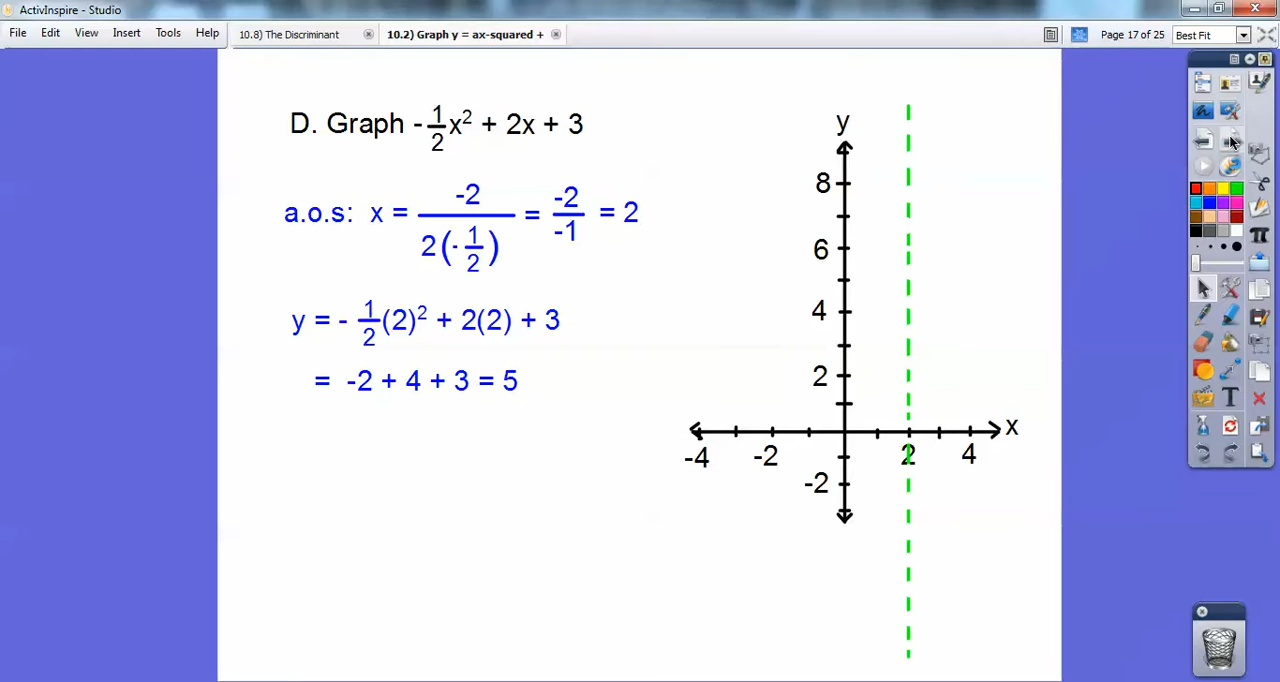 ActivInspire - Studio
File Edit View Insert Tools Help
10.8) The Discriminant
10.2) Graph y = ax-squared +
Page 17 of 25
Best Fit
D. Graph -1/2x² + 2x + 3
a.o.s: x = -2/2(-1/2) = -2/-1 = 2
y = - 1/2(2)² + 2(2) + 3
= -2 + 4 + 3 = 5
y
8
6
4
2
x
-4 -2 2 4
-2